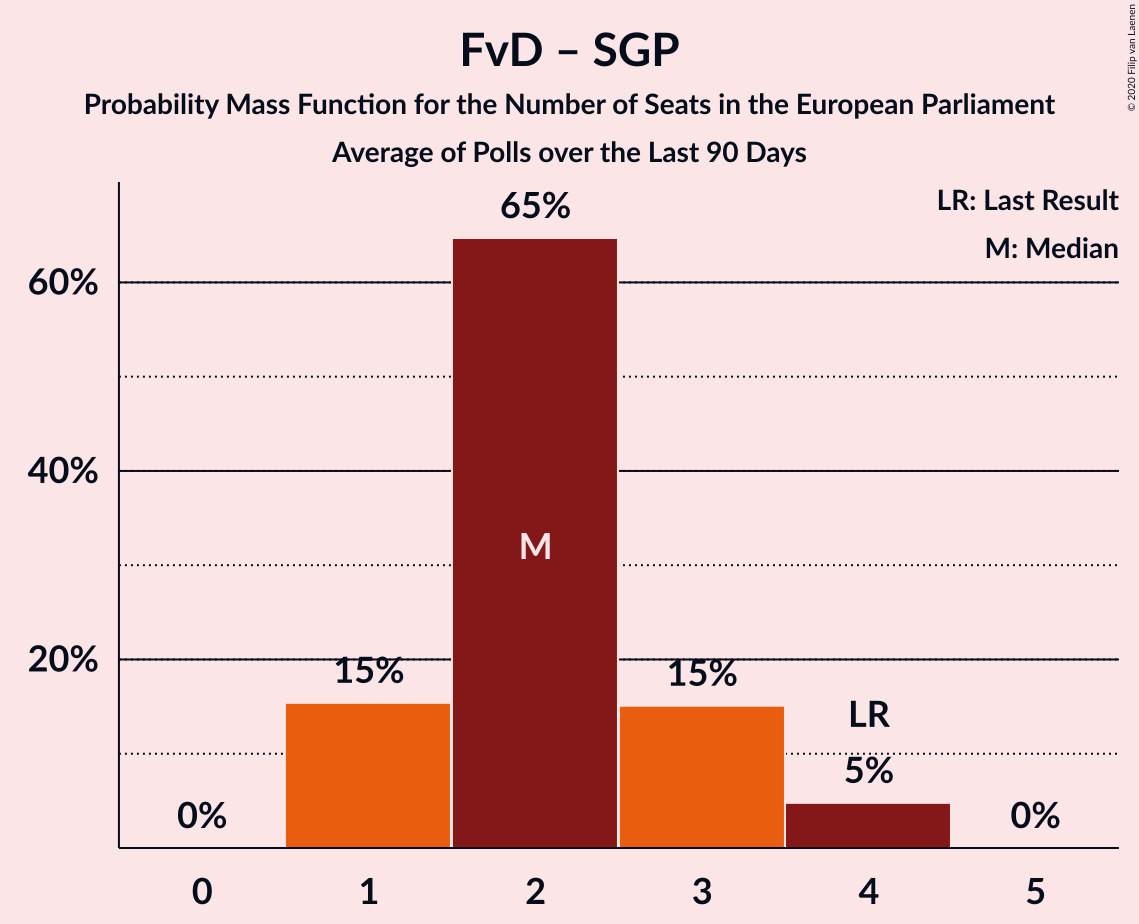 FvD – SGP
Probability Mass Function for the Number of Seats in the European Parliament
Average of Polls over the Last 90 Days
© 2020 Filip van Laenen
LR: Last Result
M: Median
60%
40%
20%
0%
15%
65%
M
15%
LR
5%
0%
0
1
2
3
4
5